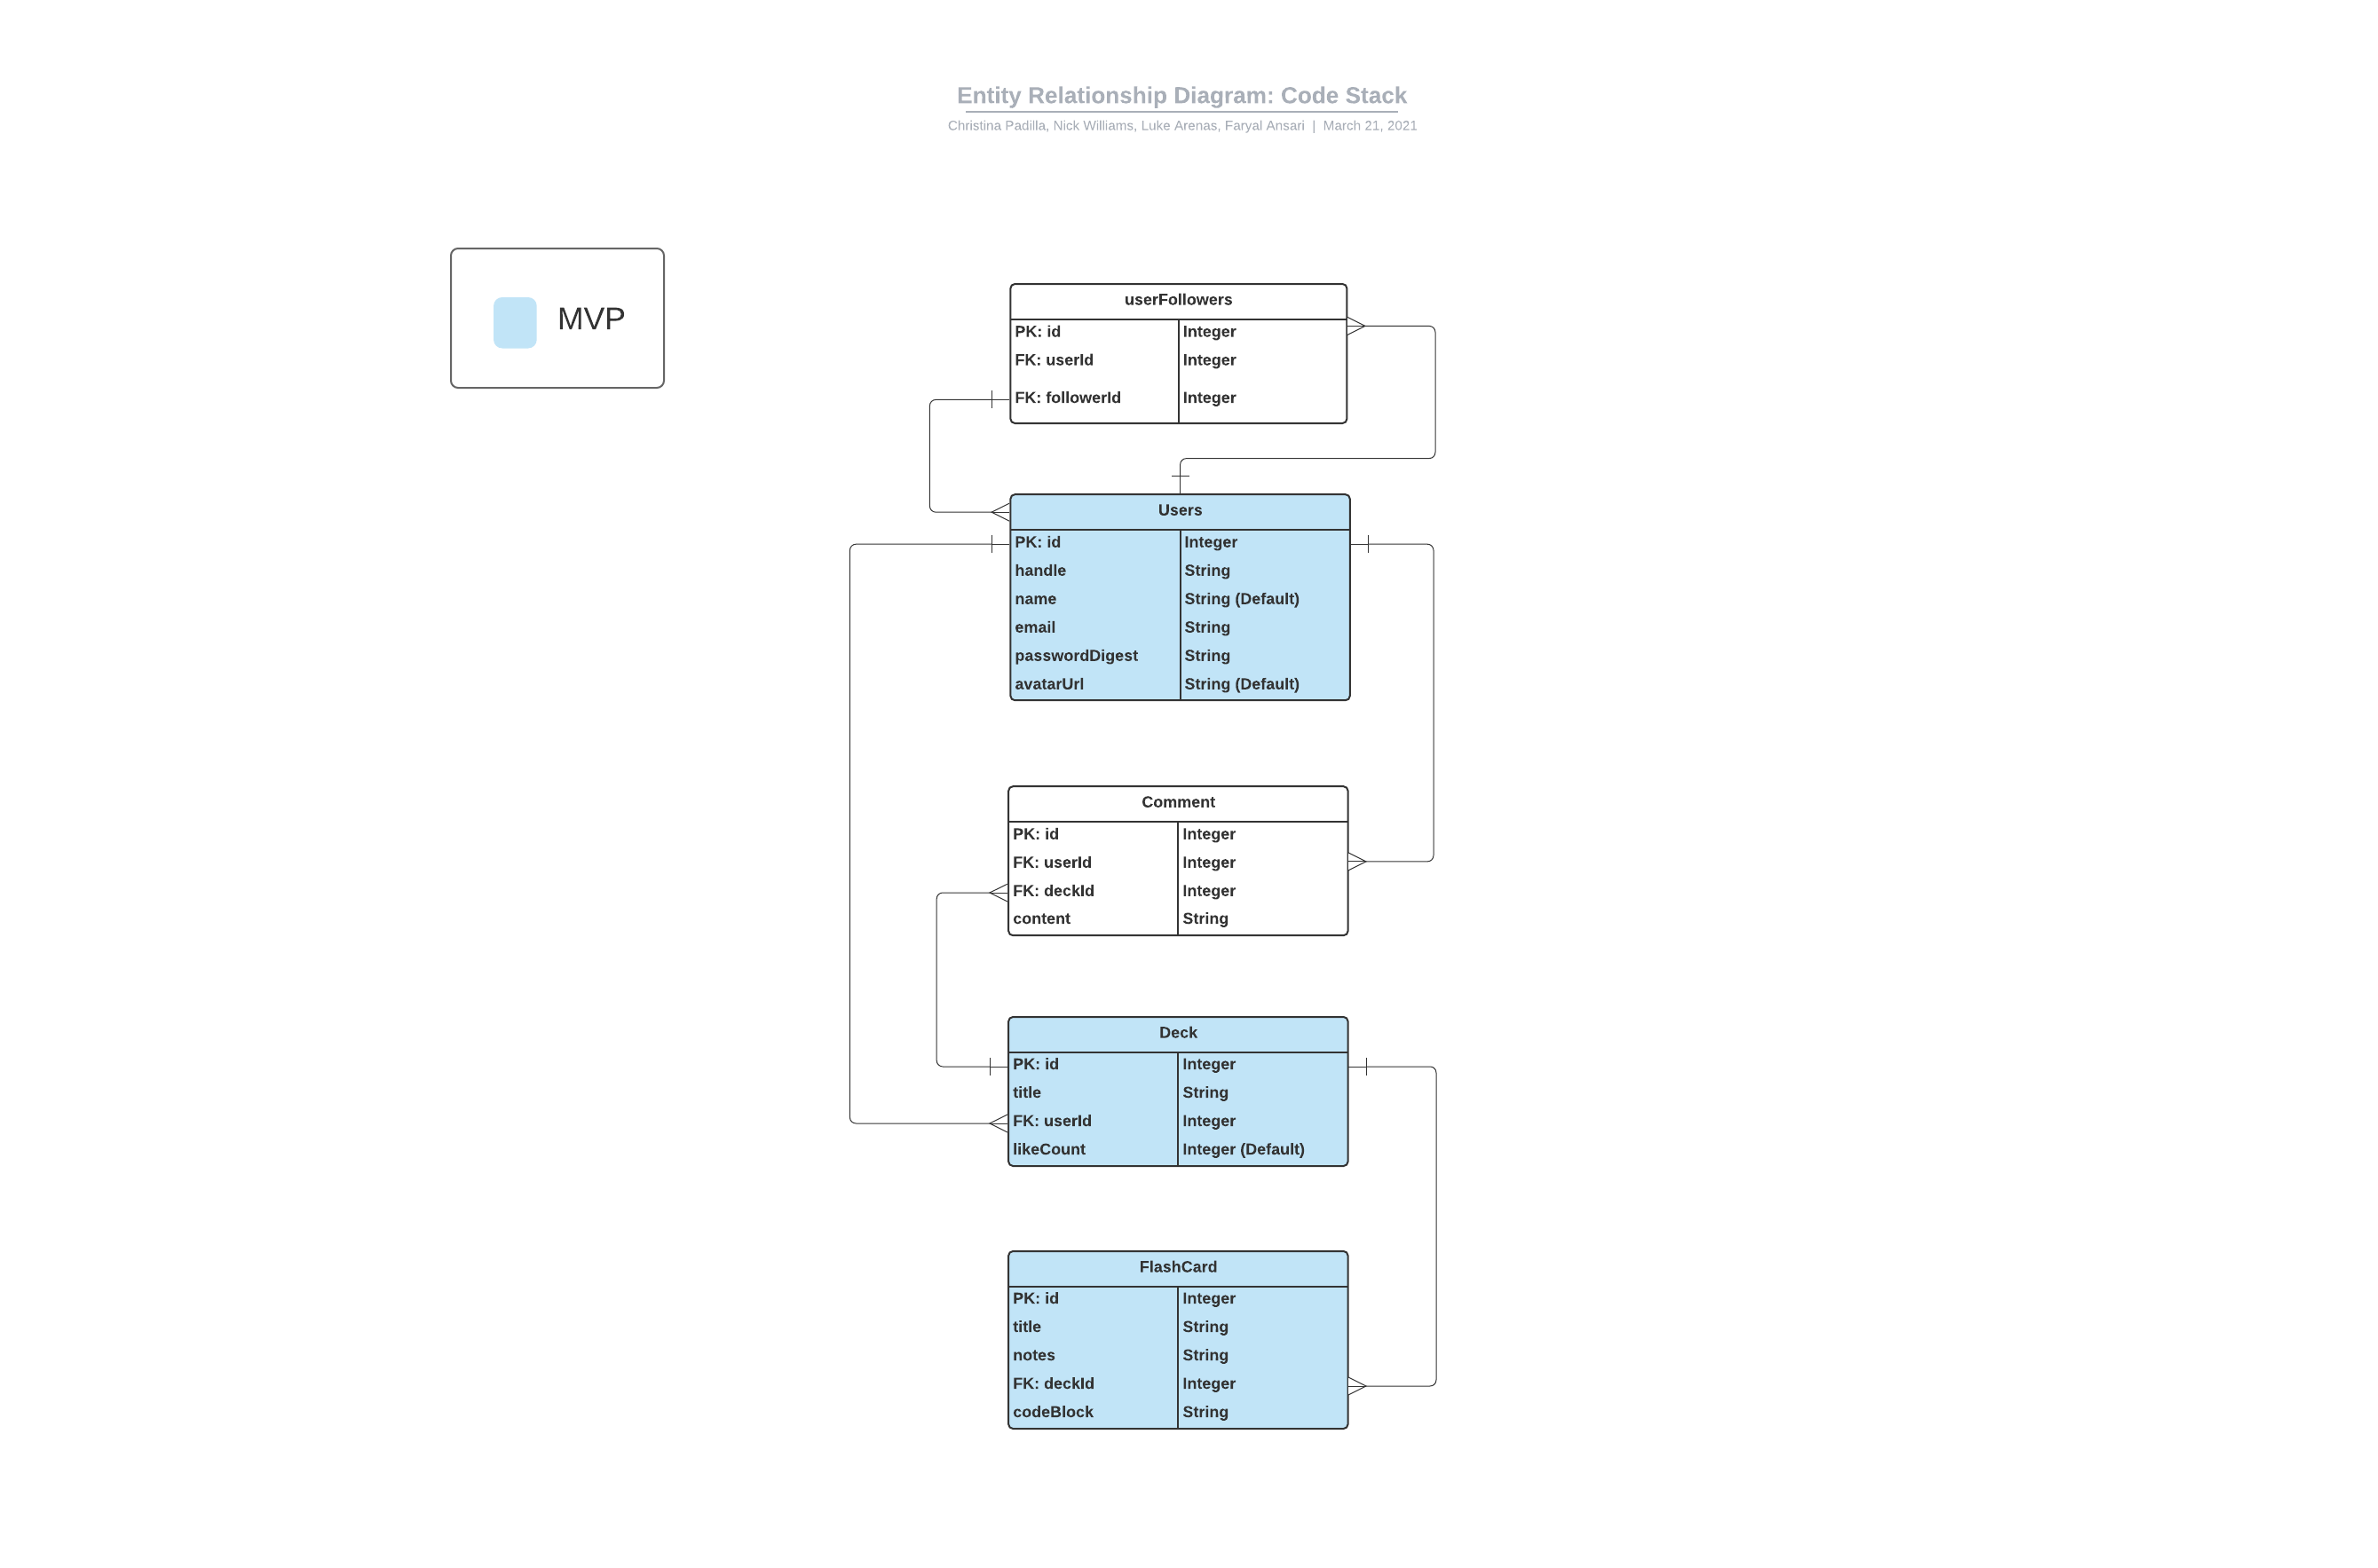 Entity Relationship Diagram: Code Stack
Christina Padilla, Nick Williams, Luke Arenas, Faryal Ansari | March 21, 2021
MVP
userFollowers
PK: id Integer
FK: userId Integer
FK: followerId Integer
Users
PK: id Integer
handle String
name String (Default)
email String
passwordDigest String
avatarUrl String (Default)
Comment
PK: id Integer
FK: userId Integer
FK: deckId Integer
content String
Deck
PK: id Integer
title String
FK: userId Integer
likeCount Integer (Default)
FlashCard
PK: id Integer
title String
notes String
FK: deckId Integer
codeBlock String